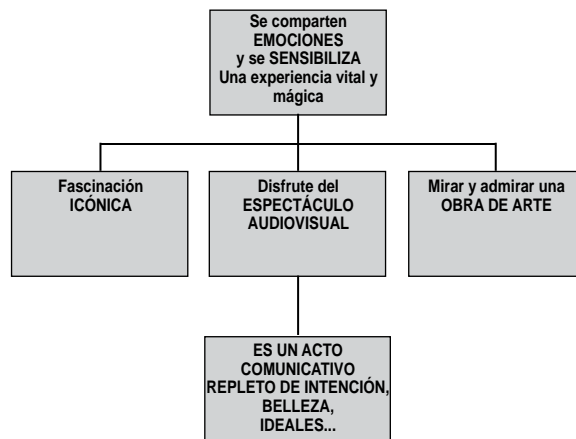 Se comparten
EMOCIONES
y se SENSIBILIZA
Una experiencia vital y
mágica
Fascinación
ICÓNICA
Disfrute del
ESPECTÁCULO
AUDIOVISUAL
Mirar y admirar una
OBRA DE ARTE
ES UN ACTO
COMUNICATIVO
REPLETO DE INTENCIÓN,
BELLEZA,
IDEALES...